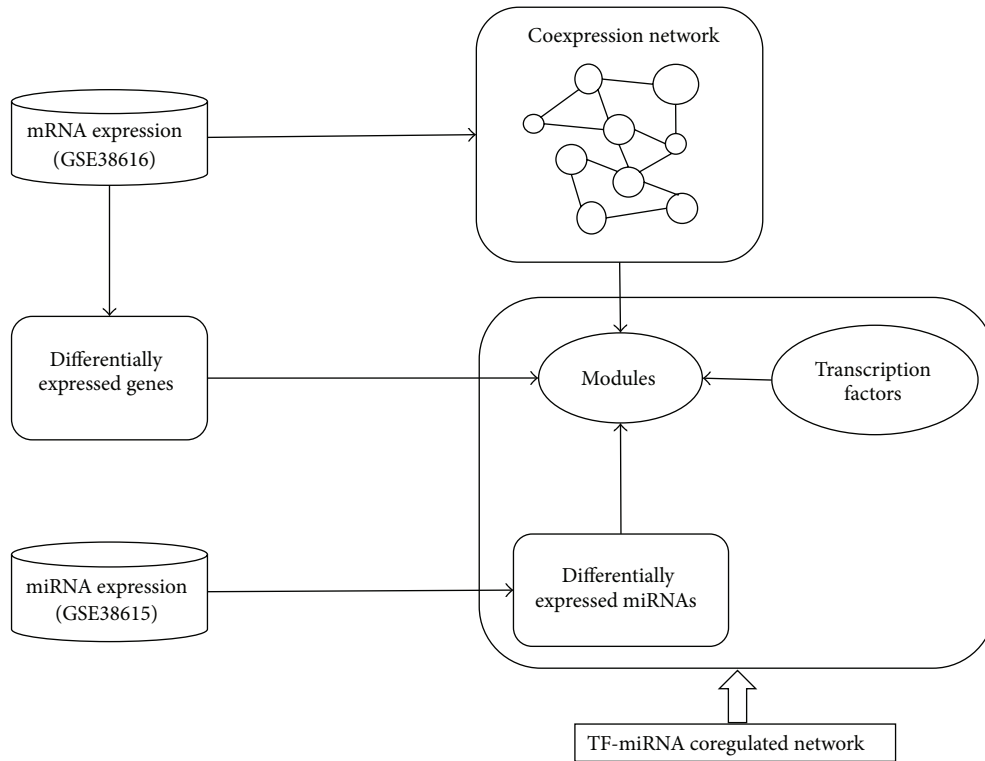 Coexpression network
mRNA expression
(GSE38616)
Differentially
expressed genes
Modules
Transcription
factors
miRNA expression
(GSE38615)
Differentially
expressed miRNAs
TF-miRNA coregulated network